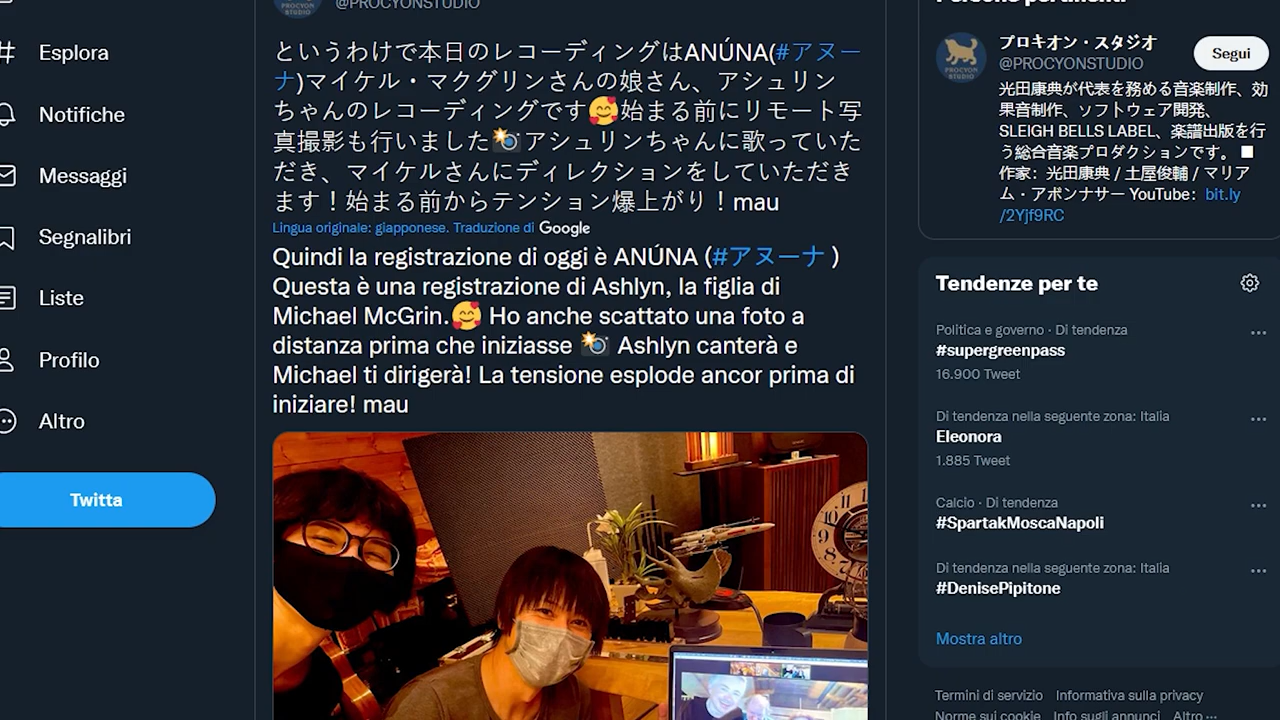 Esplora
Notifiche
Messaggi
Segnalibri
Liste
Profilo
Altro
Twitta
@PROCYONSTUDIO
というわけで本日のレコーディングはANÚNA(#アヌー
ナ)マイケル・マクグリンさんの娘さん、アシュリン
ちゃんのレコーディングです🥰始まる前にリモート写
真撮影も行いました📸アシュリンちゃんに歌っていた
だき、マイケルさんにディレクションをしていただき
ます！始まる前からテンション爆上がり！mau
Lingua originale: giapponese. Traduzione di Google
Quindi la registrazione di oggi è ANÚNA (#アヌーナ )
Questa è una registrazione di Ashlyn, la figlia di
Michael McGrin.🥰 Ho anche scattato una foto a
distanza prima che iniziasse 📸 Ashlyn canterà e
Michael ti dirigerà! La tensione esplode ancor prima di
iniziare! mau
Persone pertinenti
プロキオン・スタジオ
@PROCYONSTUDIO
Segui
光田康典が代表を務める音楽制作、効
果音制作、ソフトウェア開発、
SLEIGH BELLS LABEL、楽譜出版を行
う総合音楽プロダクションです。 ■
作家：光田康典 / 土屋俊輔 / マリア
ム・アボンナサー YouTube：bit.ly
/2Yjf9RC
Tendenze per te
Politica e governo · Di tendenza
#supergreenpass
16.900 Tweet
Di tendenza nella seguente zona: Italia
Eleonora
1.885 Tweet
Calcio · Di tendenza
#SpartakMoscaNapoli
Di tendenza nella seguente zona: Italia
#DenisePipitone
Mostra altro
Termini di servizio Informativa sulla privacy
Norme sui cookie Info sugli annunci Altro ···